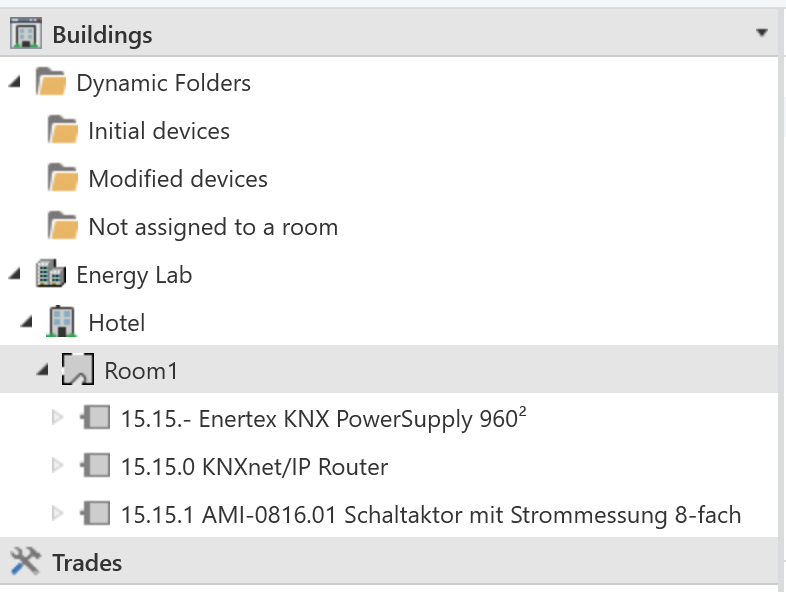 Buildings
Dynamic Folders
Initial devices
Modified devices
Not assigned to a room
Energy Lab
Hotel
Room1
15.15.- Enertex KNX PowerSupply 960²
15.15.0 KNXnet/IP Router
15.15.1 AMI-0816.01 Schaltaktor mit Strommessung 8-fach
Trades